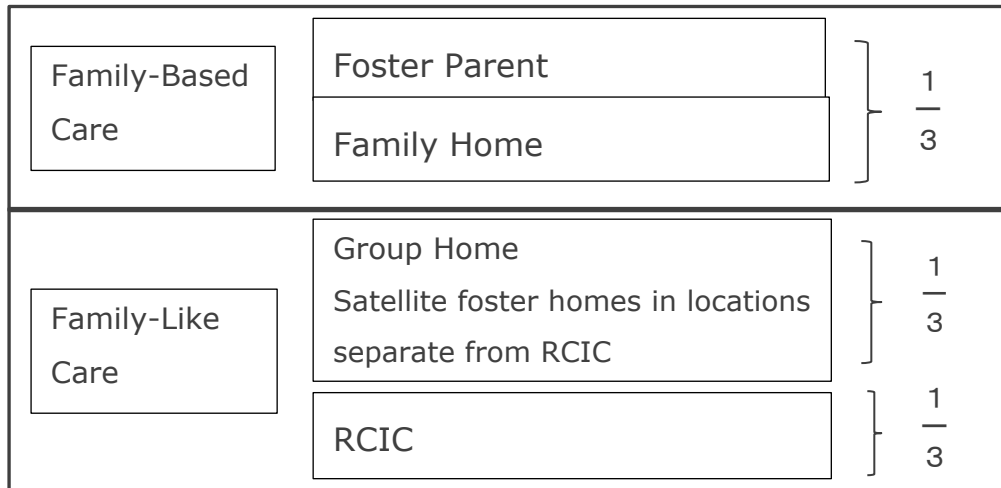 Family-Based
Care
Foster Parent
Family Home
1
3
Family-Like
Care
Group Home
Satellite foster homes in locations
separate from RCIC
1
3
RCIC
1
3